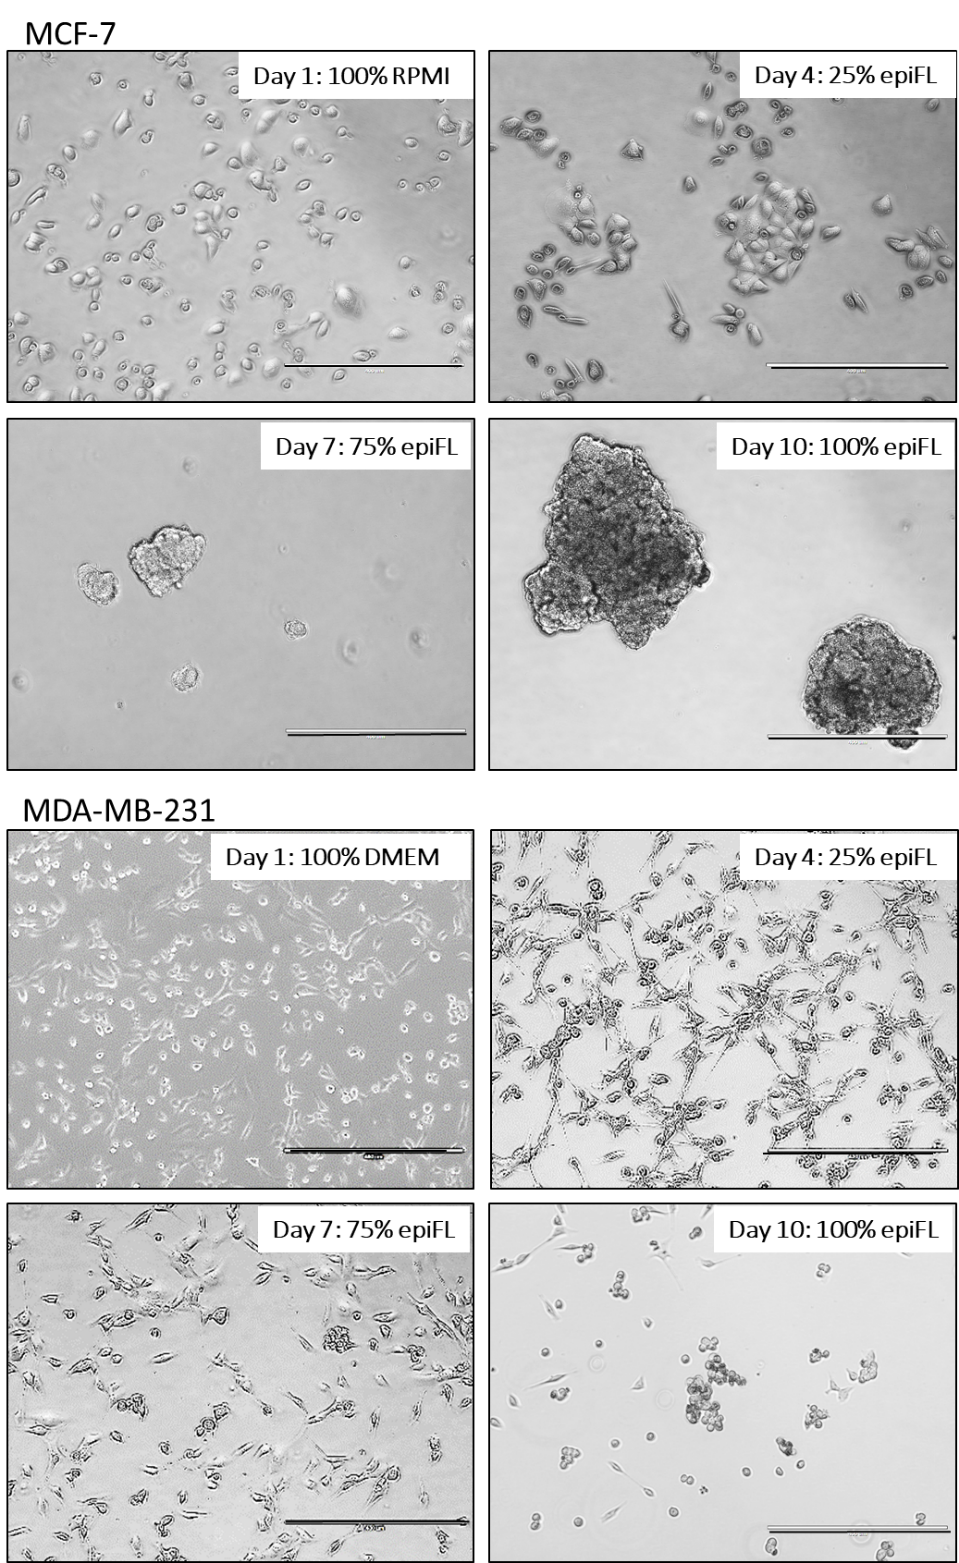 MCF-7
Day 1: 100% RPMI
Day 4: 25% epiFL
Day 7: 75% epiFL
Day 10: 100% epiFL
MDA-MB-231
Day 1: 100% DMEM
Day 4: 25% epiFL
Day 7: 75% epiFL
Day 10: 100% epiFL